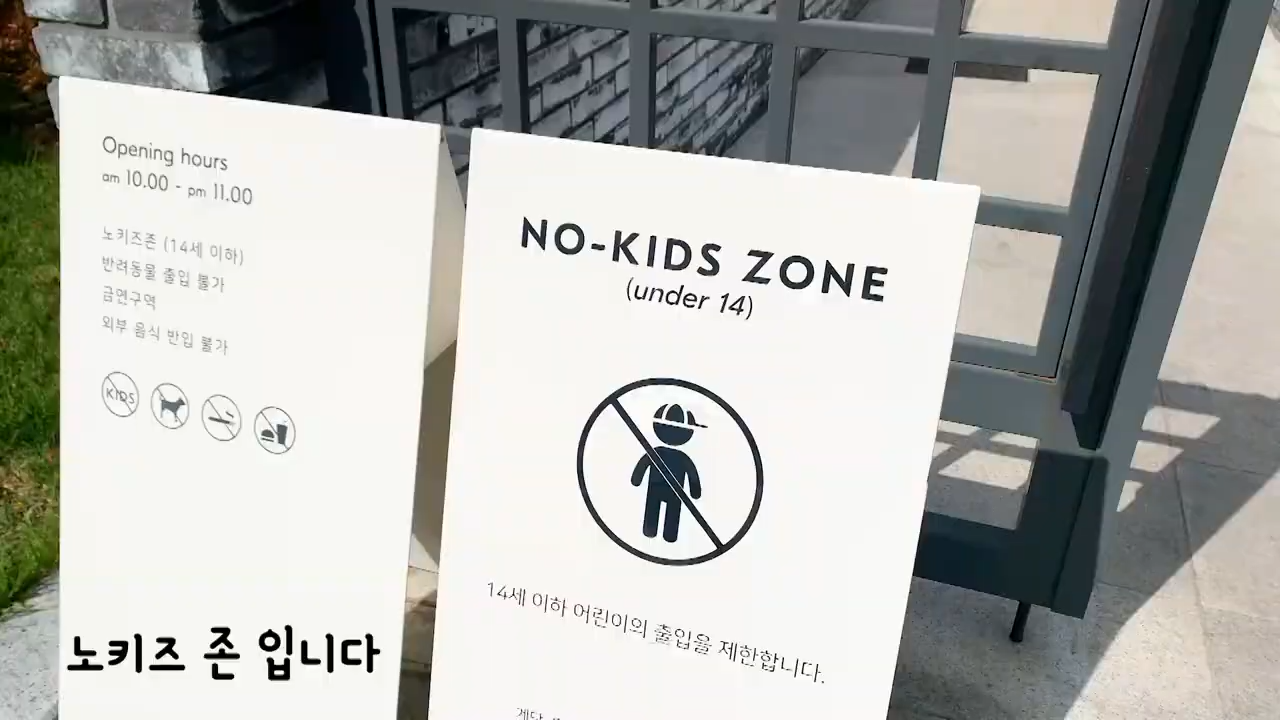 Opening hours
am 10.00 - pm 11.00
노키즈존 (14세 이하)
반려동물 출입 불가
금연구역
외부 음식 반입 불가
KIDS
NO-KIDS ZONE
(under 14)
14세 이하 어린이의 출입을 제한합니다.
노키즈 존 입니다